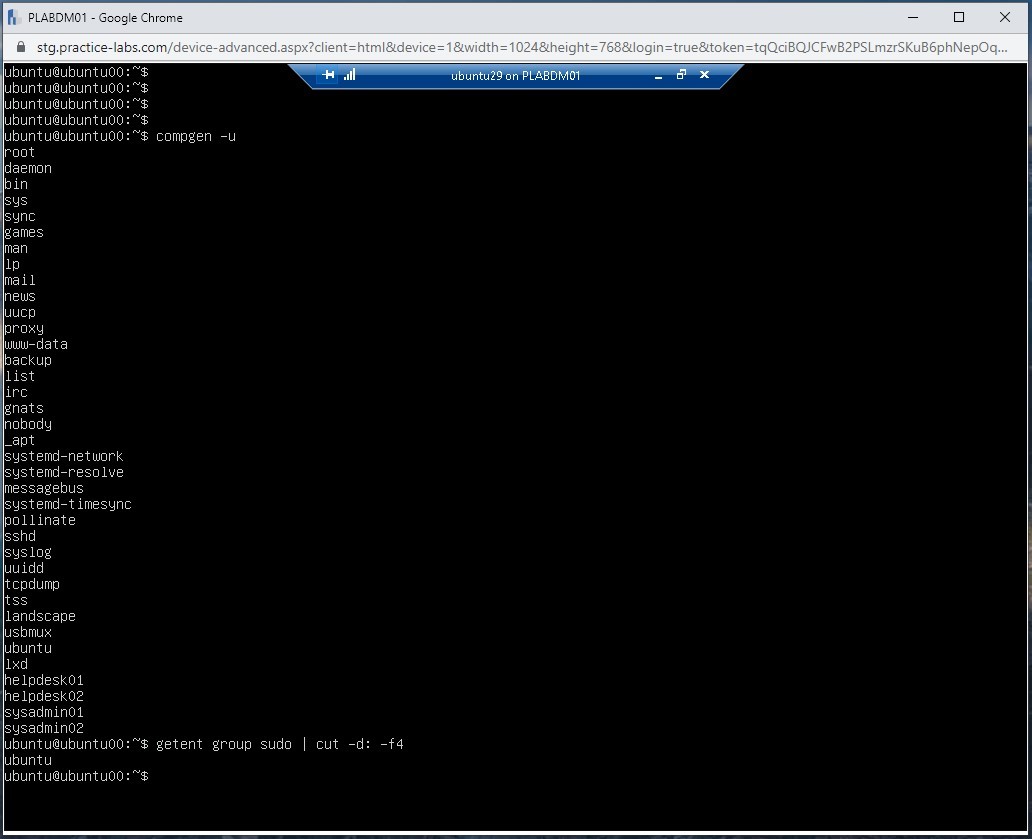 PLABDM01 - Google Chrome
stg.practice-labs.com/device-advanced.aspx?client=html&device=1&width=1024&height=768&login=true&token=tqQciBQJCFwB2PSLmzrSKuB6phNepOq...
ubuntu29 on PLABDM01
ubuntu@ubuntu00:~$
ubuntu@ubuntu00:~$
ubuntu@ubuntu00:~$
ubuntu@ubuntu00:~$
ubuntu@ubuntu00:~$ compgen -u
root
daemon
bin
sys
sync
games
man
lp
mail
news
uucp
proxy
www-data
backup
list
irc
gnats
nobody
_apt
systemd-network
systemd-resolve
messagebus
systemd-timesync
pollinate
sshd
syslog
uuidd
tcpdump
tss
landscape
usbmux
ubuntu
lxd
helpdesk01
helpdesk02
sysadmin01
sysadmin02
ubuntu@ubuntu00:~$ getent group sudo | cut -d: -f4
ubuntu
ubuntu@ubuntu00:~$